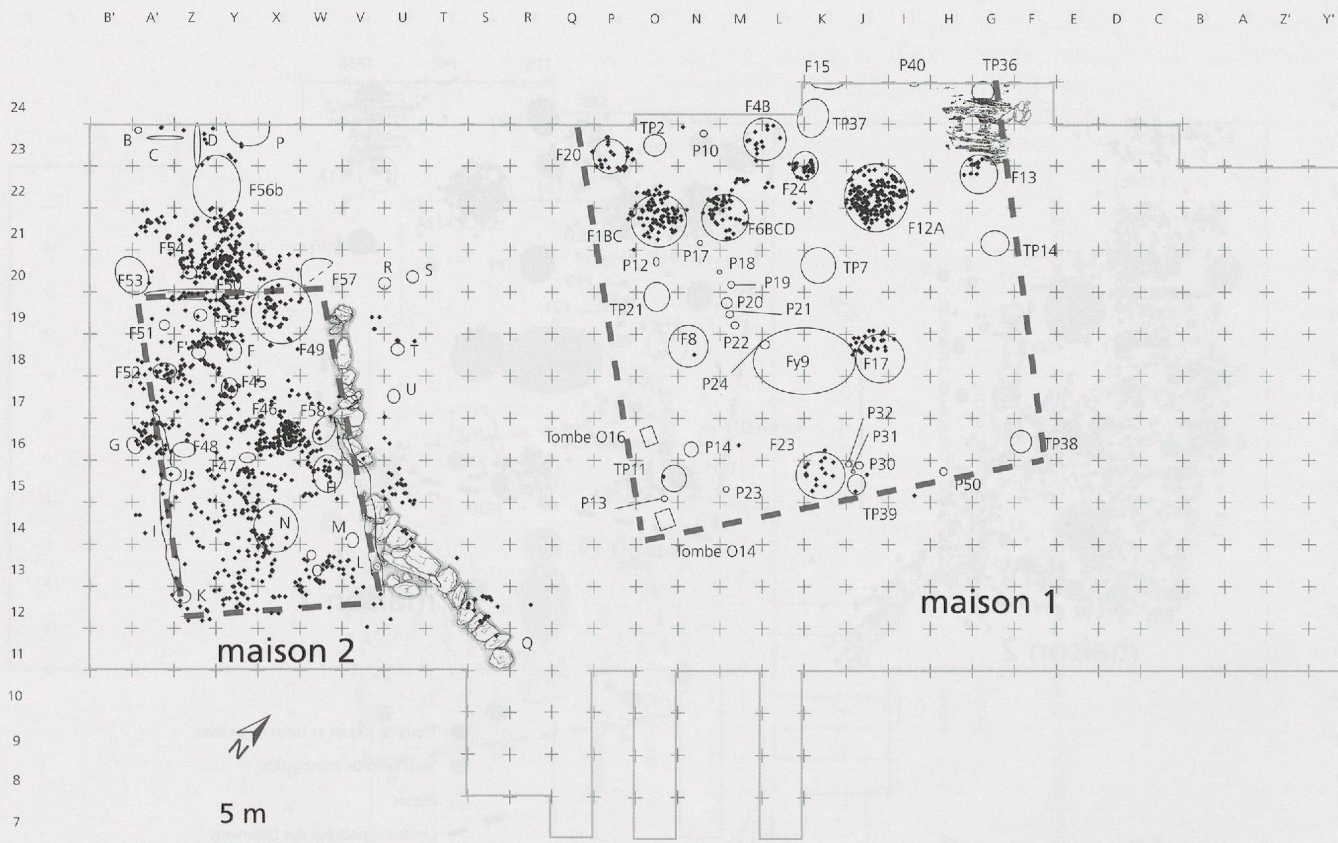 B' A' Z Y X W V U T S R Q P O N M L K J I H G F E D C B A Z' Y'
F15 P40 TP36
24
F4B
TP37
B C D P
TP2
P10
23
F20
F24
F13
22
F56b
F1BC F6BCD F12A
21
F54
P17
TP14
P12 P18
20
F53 F57 R S
TP7
F50
P19
TP21 P20
P21
19
F51 F55
F' F F49 T
F8 P22
Fy9 F17
18
F52
F45
P24
U
17
F46 F58
P32
Tombe O16
P31
16
G F48
P14 F23
TP38
F47
TP11
P30
J
H
P50
15
P23
P13
TP39
I N M
14
Tombe O14
L
13
O
K
maison 1
12
maison 2
Q
11
10
N
9
8
5 m
7